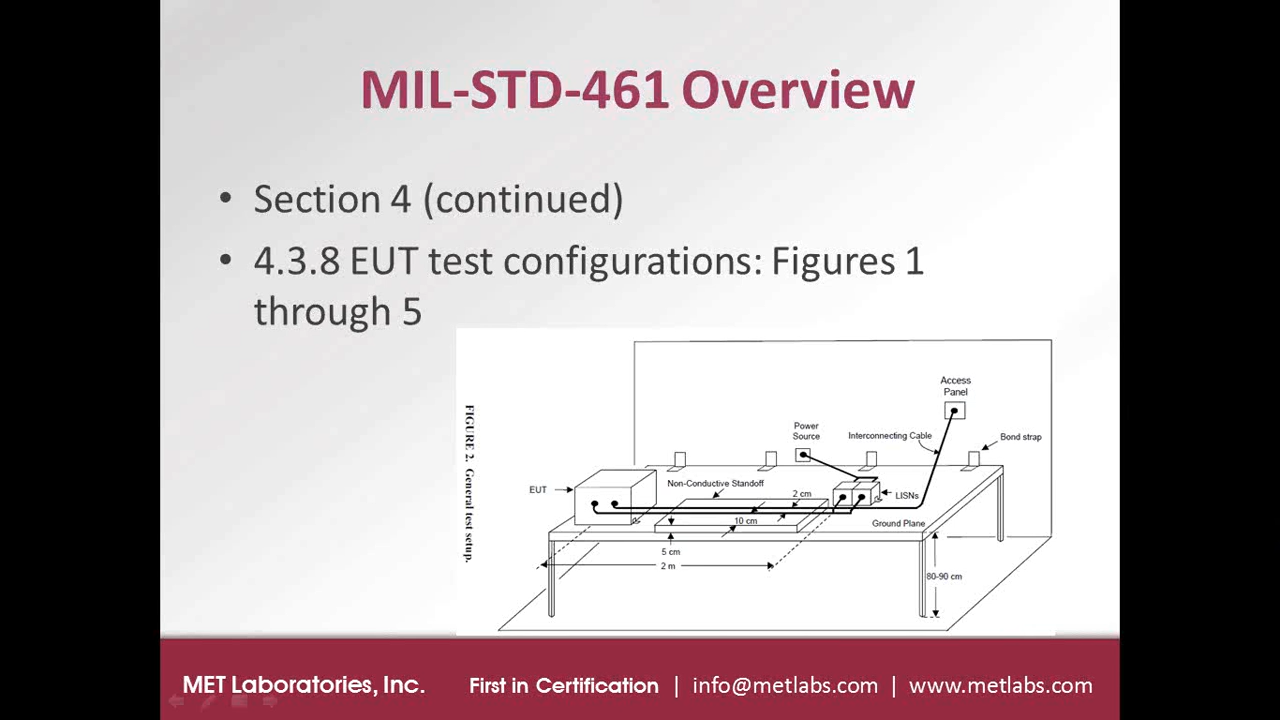 MIL-STD-461 Overview
• Section 4 (continued)
• 4.3.8 EUT test configurations: Figures 1
through 5
FIGURE 2. General test setup.
Access
Panel
Power
Source
Interconnecting Cable
Bond strap
EUT
Non-Conductive Standoff
2 cm
LISNs
10 cm
Ground Plane
5 cm
2 m
80-90 cm
MET Laboratories, Inc. First in Certification | info@metlabs.com | www.metlabs.com